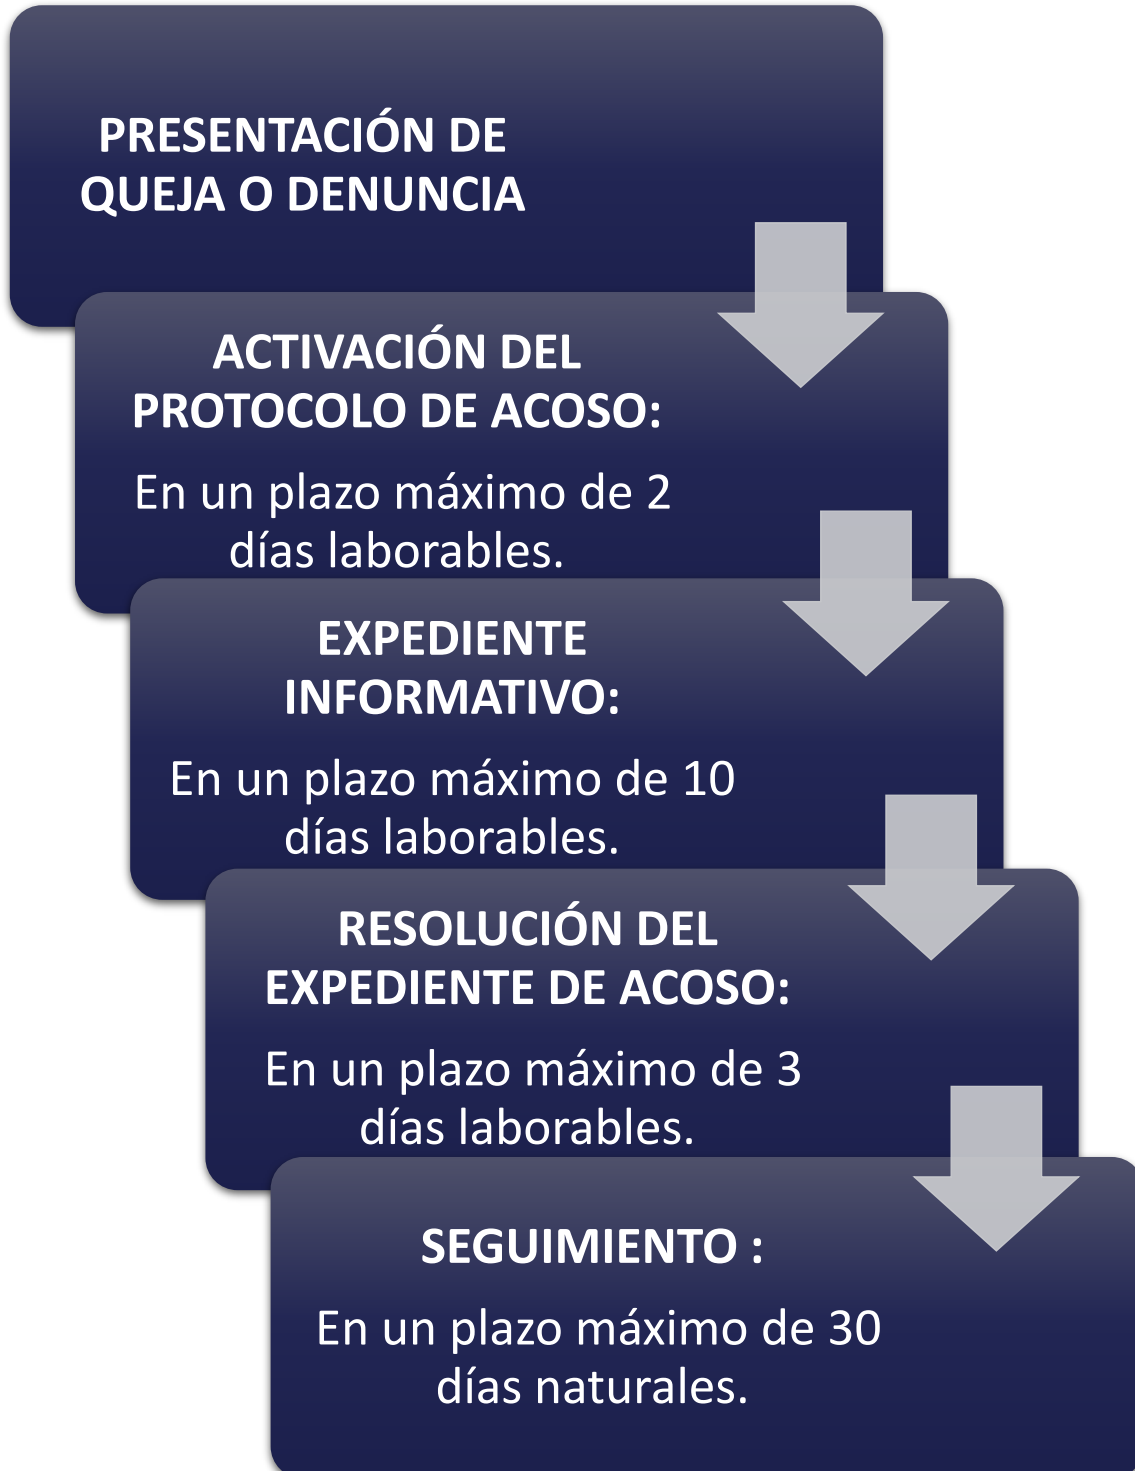 PRESENTACIÓN DE
QUEJA O DENUNCIA
ACTIVACIÓN DEL
PROTOCOLO DE ACOSO:
En un plazo máximo de 2
días laborables.
EXPEDIENTE
INFORMATIVO:
En un plazo máximo de 10
días laborables.
RESOLUCIÓN DEL
EXPEDIENTE DE ACOSO:
En un plazo máximo de 3
días laborables.
SEGUIMIENTO :
En un plazo máximo de 30
días naturales.